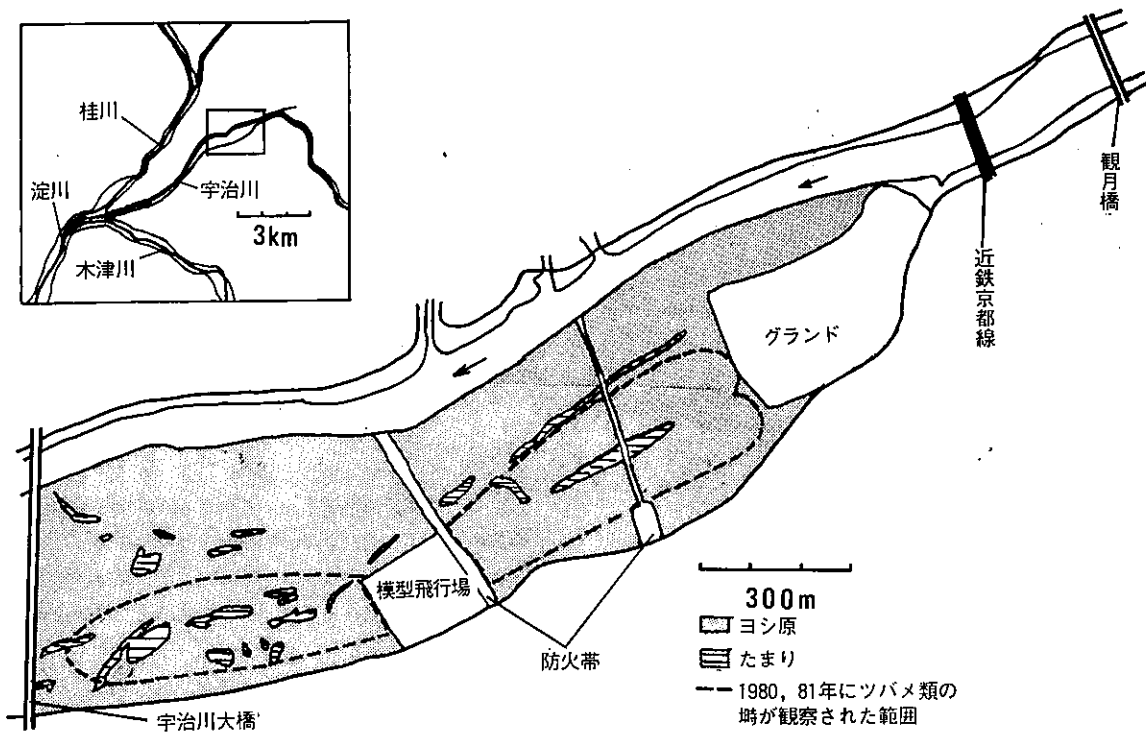 桂川
淀川
宇治川
3km
木津川
観月橋
近鉄京都線
グランド
模型飛行場
防火帯
宇治川大橋
300m
ヨシ原
たまり
1980, 81年にツバメ類の
塒が観察された範囲